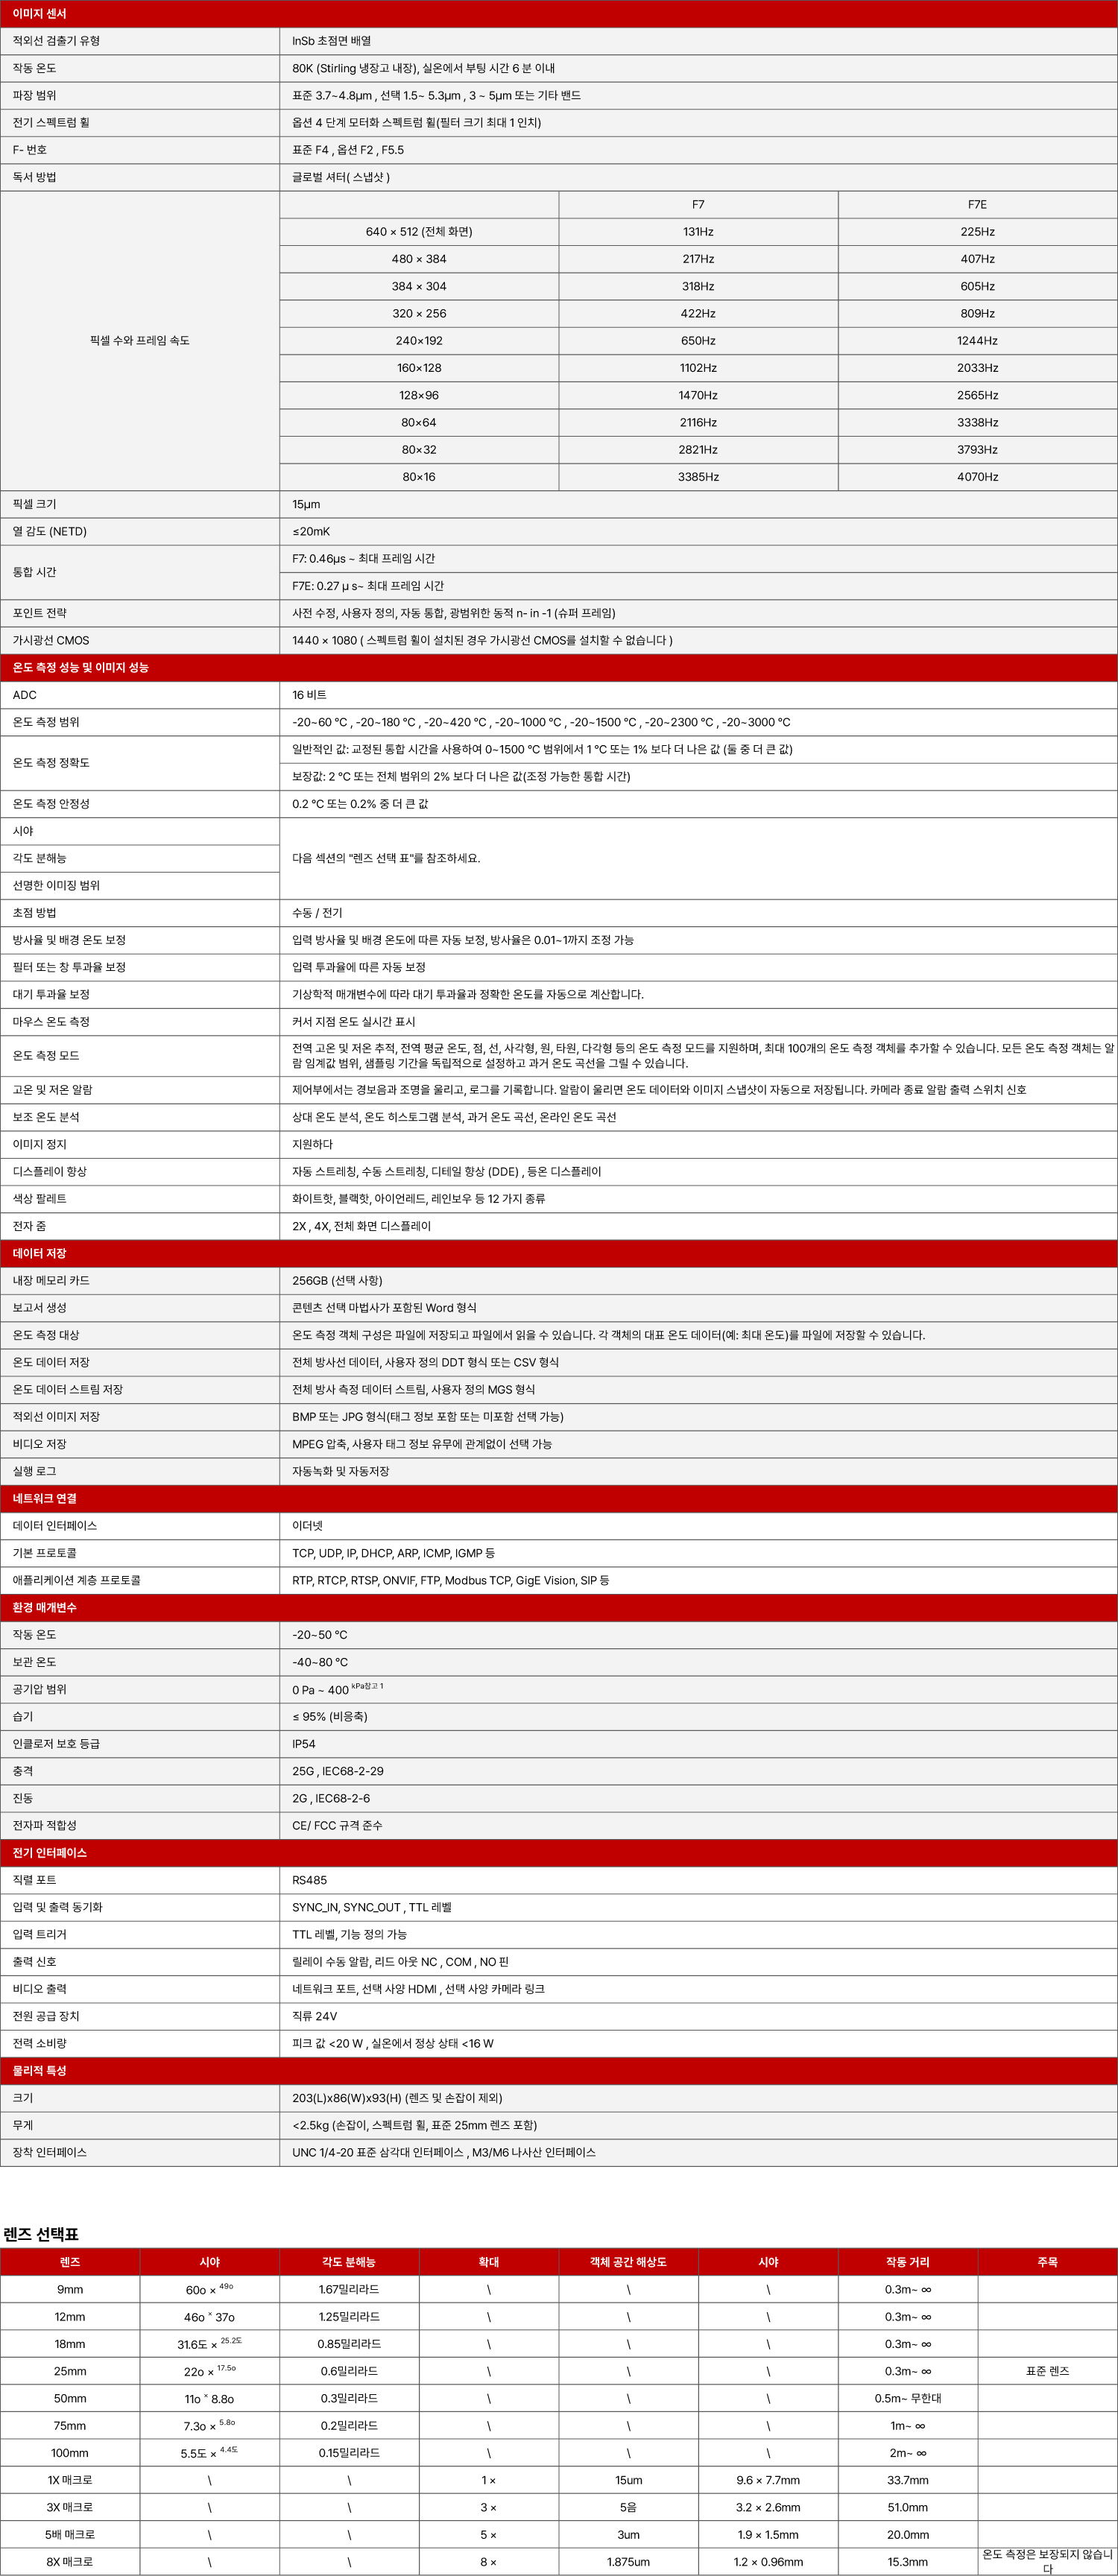 이미지 센서
적외선 검출기 유형 InSb 초점면 배열
작동 온도 80K (Stirling 냉장고 내장), 실온에서 부팅 시간 6 분 이내
파장 범위 표준 3.7~4.8μm , 선택 1.5~ 5.3μm , 3 ~ 5μm 또는 기타 밴드
전기 스펙트럼 휠 옵션 4 단계 모터화 스펙트럼 휠(필터 크기 최대 1 인치)
F- 번호 표준 F4 , 옵션 F2 , F5.5
독서 방법 글로벌 셔터( 스냅샷 )
픽셀 수와 프레임 속도
F7 F7E
640 × 512 (전체 화면) 131Hz 225Hz
480 × 384 217Hz 407Hz
384 × 304 318Hz 605Hz
320 × 256 422Hz 809Hz
240×192 650Hz 1244Hz
160×128 1102Hz 2033Hz
128×96 1470Hz 2565Hz
80×64 2116Hz 3338Hz
80×32 2821Hz 3793Hz
80×16 3385Hz 4070Hz
픽셀 크기 15μm
열 감도 (NETD) ≤20mK
통합 시간
F7: 0.46μs ~ 최대 프레임 시간
F7E: 0.27 μ s~ 최대 프레임 시간
포인트 전략 사전 수정, 사용자 정의, 자동 통합, 광범위한 동적 n- in -1 (슈퍼 프레임)
가시광선 CMOS 1440 × 1080 ( 스펙트럼 휠이 설치된 경우 가시광선 CMOS를 설치할 수 없습니다 )
온도 측정 성능 및 이미지 성능
ADC 16 비트
온도 측정 범위 -20~60 ℃ , -20~180 ℃ , -20~420 ℃ , -20~1000 ℃ , -20~1500 ℃ , -20~2300 ℃ , -20~3000 ℃
온도 측정 정확도
일반적인 값: 교정된 통합 시간을 사용하여 0~1500 ℃ 범위에서 1 ℃ 또는 1% 보다 더 나은 값 (둘 중 더 큰 값)
보장값: 2 ℃ 또는 전체 범위의 2% 보다 더 나은 값(조정 가능한 통합 시간)
온도 측정 안정성 0.2 ℃ 또는 0.2% 중 더 큰 값
시야
각도 분해능
선명한 이미징 범위
다음 섹션의 "렌즈 선택 표"를 참조하세요.
초점 방법 수동 / 전기
방사율 및 배경 온도 보정 입력 방사율 및 배경 온도에 따른 자동 보정, 방사율은 0.01~1까지 조정 가능
필터 또는 창 투과율 보정 입력 투과율에 따른 자동 보정
대기 투과율 보정 기상학적 매개변수에 따라 대기 투과율과 정확한 온도를 자동으로 계산합니다.
마우스 온도 측정 커서 지점 온도 실시간 표시
온도 측정 모드
전역 고온 및 저온 추적, 전역 평균 온도, 점, 선, 사각형, 원, 타원, 다각형 등의 온도 측정 모드를 지원하며, 최대 100개의 온도 측정 객체를 추가할 수 있습니다. 모든 온도 측정 객체는 알
람 임계값 범위, 샘플링 기간을 독립적으로 설정하고 과거 온도 곡선을 그릴 수 있습니다.
고온 및 저온 알람 제어부에서는 경보음과 조명을 울리고, 로그를 기록합니다. 알람이 울리면 온도 데이터와 이미지 스냅샷이 자동으로 저장됩니다. 카메라 종료 알람 출력 스위치 신호
보조 온도 분석 상대 온도 분석, 온도 히스토그램 분석, 과거 온도 곡선, 온라인 온도 곡선
이미지 정지 지원하다
디스플레이 향상 자동 스트레칭, 수동 스트레칭, 디테일 향상 (DDE) , 등온 디스플레이
색상 팔레트 화이트핫, 블랙핫, 아이언레드, 레인보우 등 12 가지 종류
전자 줌 2X , 4X, 전체 화면 디스플레이
데이터 저장
내장 메모리 카드 256GB (선택 사항)
보고서 생성 콘텐츠 선택 마법사가 포함된 Word 형식
온도 측정 대상 온도 측정 객체 구성은 파일에 저장되고 파일에서 읽을 수 있습니다. 각 객체의 대표 온도 데이터(예: 최대 온도)를 파일에 저장할 수 있습니다.
온도 데이터 저장 전체 방사선 데이터, 사용자 정의 DDT 형식 또는 CSV 형식
온도 데이터 스트림 저장 전체 방사 측정 데이터 스트림, 사용자 정의 MGS 형식
적외선 이미지 저장 BMP 또는 JPG 형식(태그 정보 포함 또는 미포함 선택 가능)
비디오 저장 MPEG 압축, 사용자 태그 정보 유무에 관계없이 선택 가능
실행 로그 자동녹화 및 자동저장
네트워크 연결
데이터 인터페이스 이더넷
기본 프로토콜 TCP, UDP, IP, DHCP, ARP, ICMP, IGMP 등
애플리케이션 계층 프로토콜 RTP, RTCP, RTSP, ONVIF, FTP, Modbus TCP, GigE Vision, SIP 등
환경 매개변수
작동 온도 -20~50 ℃
보관 온도 -40~80 ℃
공기압 범위 0 Pa ~ 400 kPa참고 1
습기 ≤ 95% (비응축)
인클로저 보호 등급 IP54
충격 25G , IEC68-2-29
진동 2G , IEC68-2-6
전자파 적합성 CE/ FCC 규격 준수
전기 인터페이스
직렬 포트 RS485
입력 및 출력 동기화 SYNC_IN, SYNC_OUT , TTL 레벨
입력 트리거 TTL 레벨, 기능 정의 가능
출력 신호 릴레이 수동 알람, 리드 아웃 NC , COM , NO 핀
비디오 출력 네트워크 포트, 선택 사양 HDMI , 선택 사양 카메라 링크
전원 공급 장치 직류 24V
전력 소비량 피크 값 <20 W , 실온에서 정상 상태 <16 W
물리적 특성
크기 203(L)x86(W)x93(H) (렌즈 및 손잡이 제외)
무게 <2.5kg (손잡이, 스펙트럼 휠, 표준 25mm 렌즈 포함)
장착 인터페이스 UNC 1/4-20 표준 삼각대 인터페이스 , M3/M6 나사산 인터페이스
렌즈 선택표
렌즈 시야 각도 분해능 확대 객체 공간 해상도 시야 작동 거리 주목
9mm 60o × 49o 1.67밀리라드 \ \ \ 0.3m~ ∞
12mm 46o × 37o 1.25밀리라드 \ \ \ 0.3m~ ∞
18mm 31.6도 × 25.2도 0.85밀리라드 \ \ \ 0.3m~ ∞
25mm 22o × 17.5o 0.6밀리라드 \ \ \ 0.3m~ ∞ 표준 렌즈
50mm 11o × 8.8o 0.3밀리라드 \ \ \ 0.5m~ 무한대
75mm 7.3o × 5.8o 0.2밀리라드 \ \ \ 1m~ ∞
100mm 5.5도 × 4.4도 0.15밀리라드 \ \ \ 2m~ ∞
1X 매크로 \ \ 1 × 15um 9.6 × 7.7mm 33.7mm
3X 매크로 \ \ 3 × 5음 3.2 × 2.6mm 51.0mm
5배 매크로 \ \ 5 × 3um 1.9 × 1.5mm 20.0mm
8X 매크로 \ \ 8 × 1.875um 1.2 × 0.96mm 15.3mm 온도 측정은 보장되지 않습니
다